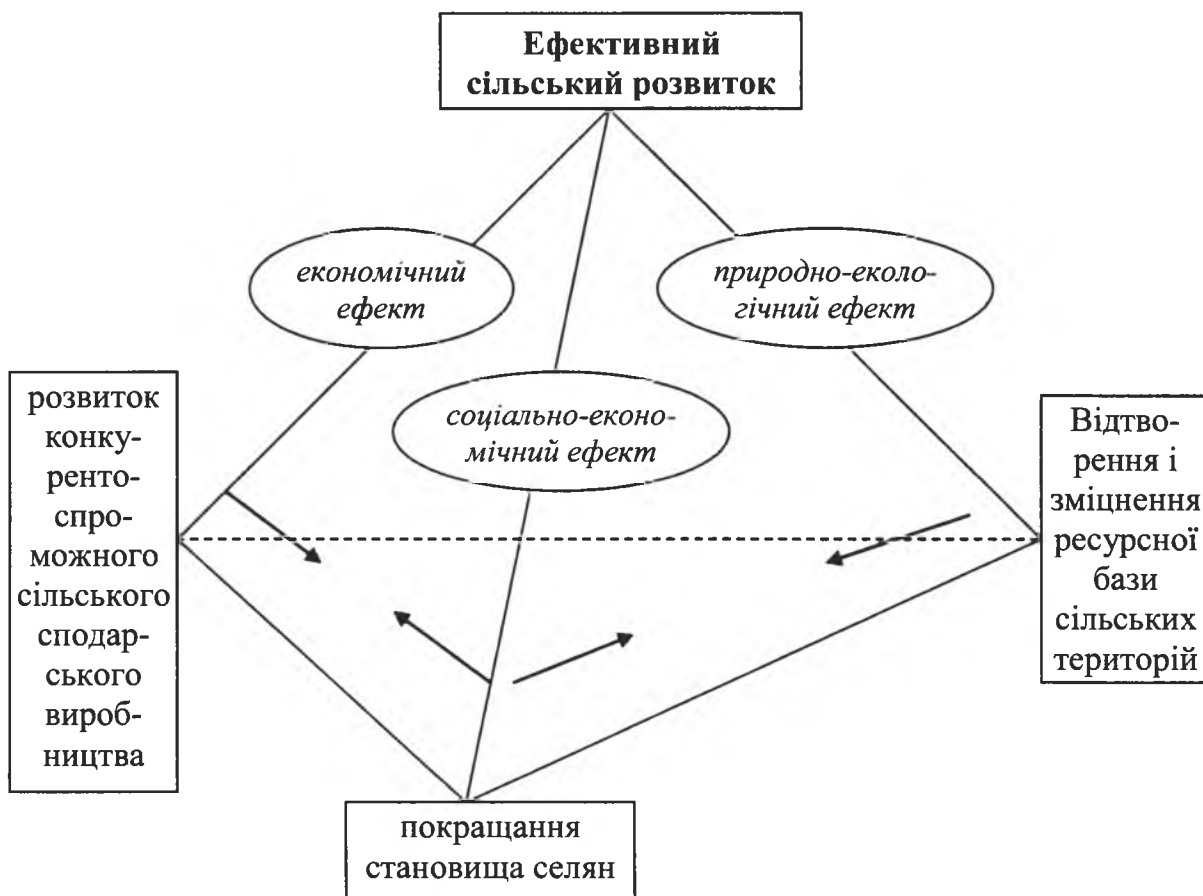 Ефективний
сільський розвиток
економічний
ефект
природно-еколо-
гічний ефект
соціально-еконо-
мічний ефект
розвиток
конку-
ренто-
спро-
можного
сільського
сподар-
ського
вироб-
ництва
Відтво-
рення і
зміцнення
ресурсної
бази
сільських
територій
покращання
становища селян